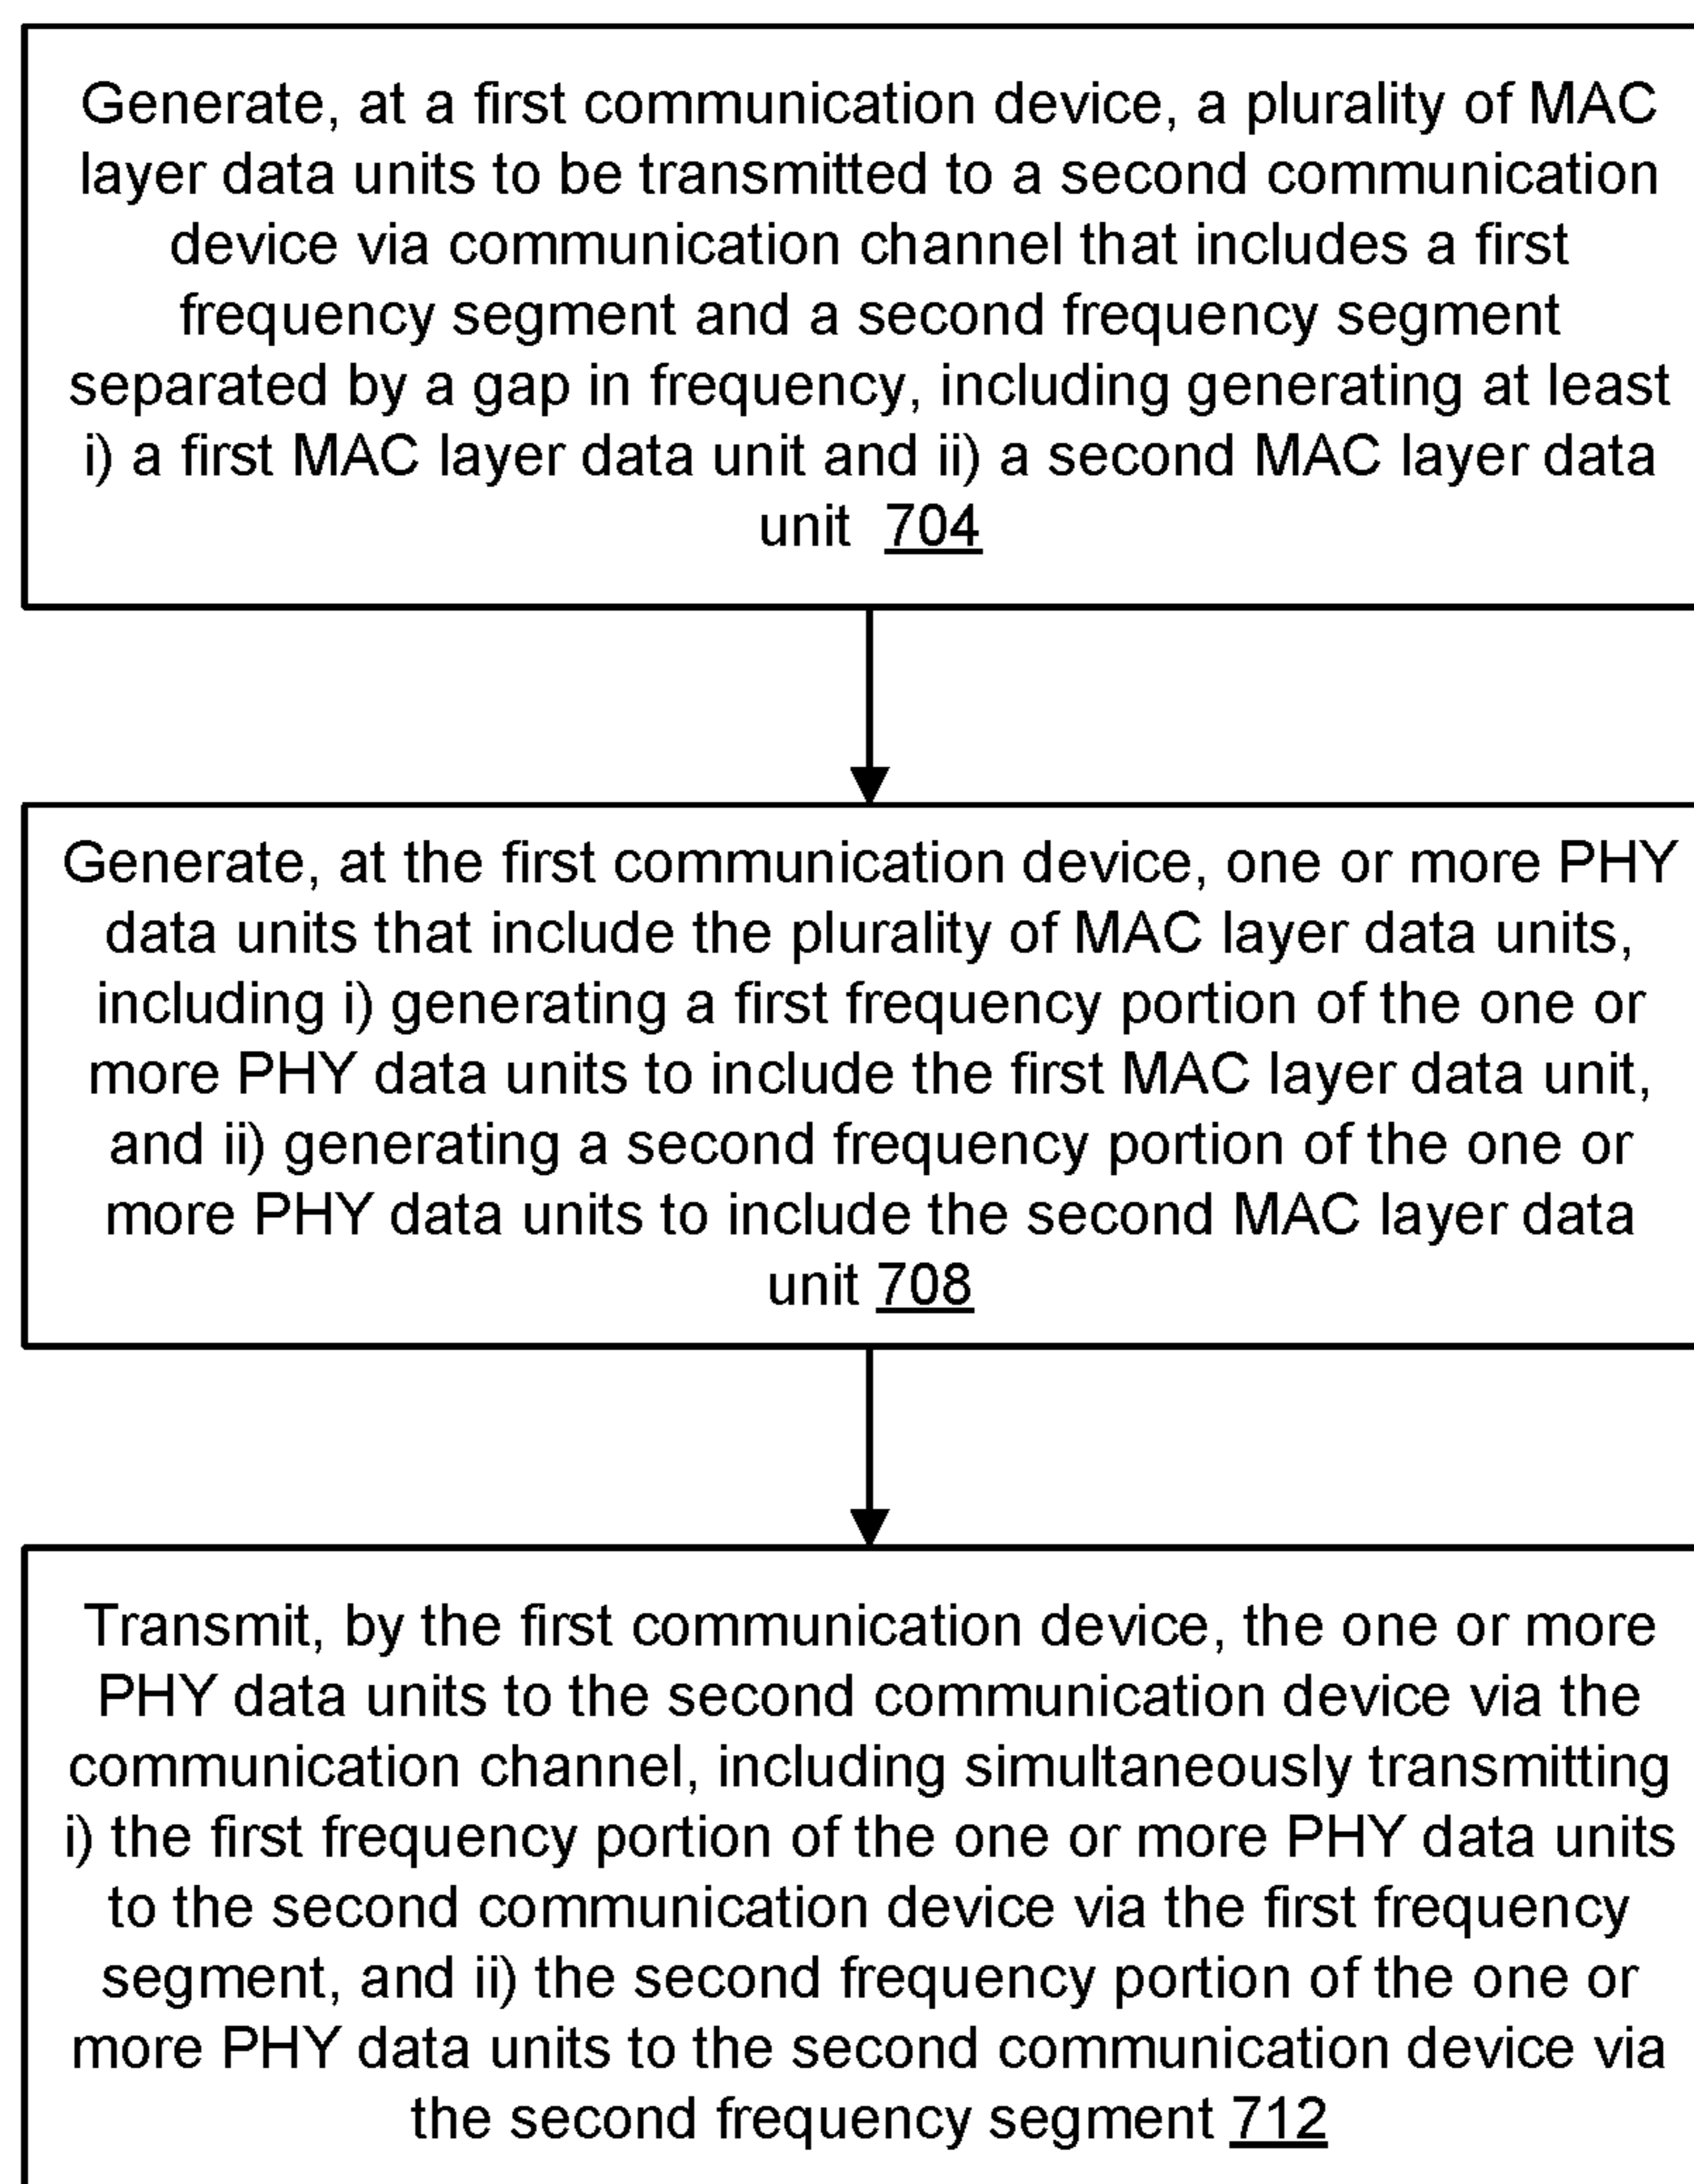 Generate, at a first communication device, a plurality of MAC
layer data units to be transmitted to a second communication
device via communication channel that includes a first
frequency segment and a second frequency segment
separated by a gap in frequency, including generating at least
i) a first MAC layer data unit and ii) a second MAC layer data
unit 704
Generate, at the first communication device, one or more PHY
data units that include the plurality of MAC layer data units,
including i) generating a first frequency portion of the one or
more PHY data units to include the first MAC layer data unit,
and ii) generating a second frequency portion of the one or
more PHY data units to include the second MAC layer data
unit 708
Transmit, by the first communication device, the one or more
PHY data units to the second communication device via the
communication channel, including simultaneously transmitting
i) the first frequency portion of the one or more PHY data units
to the second communication device via the first frequency
segment, and ii) the second frequency portion of the one or
more PHY data units to the second communication device via
the second frequency segment 712